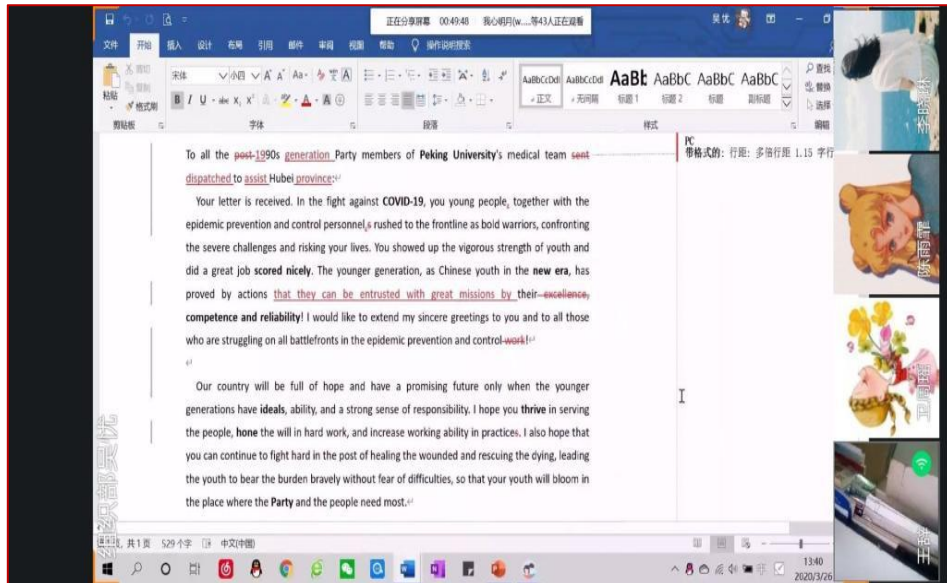 正在分享屏幕 00:49:48 我心明月(w.....等43人正在观看
吴优
文件 开始 插入 设计 布局 引用 邮件 审阅 视图 帮助 操作说明搜索
剪切
复制
粘贴
格式刷
宋体 小四
AaBbCcDdI AaBbCcDdI AaBb AaBbC AaBbC AaBbC
正文 无间隔 标题 1 标题 2 标题 副标题
查找
替换
选择
剪贴板 字体 段落 样式 编辑
To all the post-1990s generation Party members of Peking University's medical team sent
dispatched to assist Hubei province:
Your letter is received. In the fight against COVID-19, you young people, together with the
epidemic prevention and control personnel,s rushed to the frontline as bold warriors, confronting
the severe challenges and risking your lives. You showed up the vigorous strength of youth and
did a great job scored nicely. The younger generation, as Chinese youth in the new era, has
proved by actions that they can be entrusted with great missions by their excellence,
competence and reliability! I would like to extend my sincere greetings to you and to all those
who are struggling on all battlefronts in the epidemic prevention and control work!
Our country will be full of hope and have a promising future only when the younger
generations have ideals, ability, and a strong sense of responsibility. I hope you thrive in serving
the people, hone the will in hard work, and increase working ability in practices. I also hope that
you can continue to fight hard in the post of healing the wounded and rescuing the dying, leading
the youth to bear the burden bravely without fear of difficulties, so that your youth will bloom in
the place where the Party and the people need most.
PC
带格式的: 行距: 多倍行距 1.15 字行
组织部吴优
陈雨霏
共1页 529个字 中文(中国)
13:40
2020/3/26